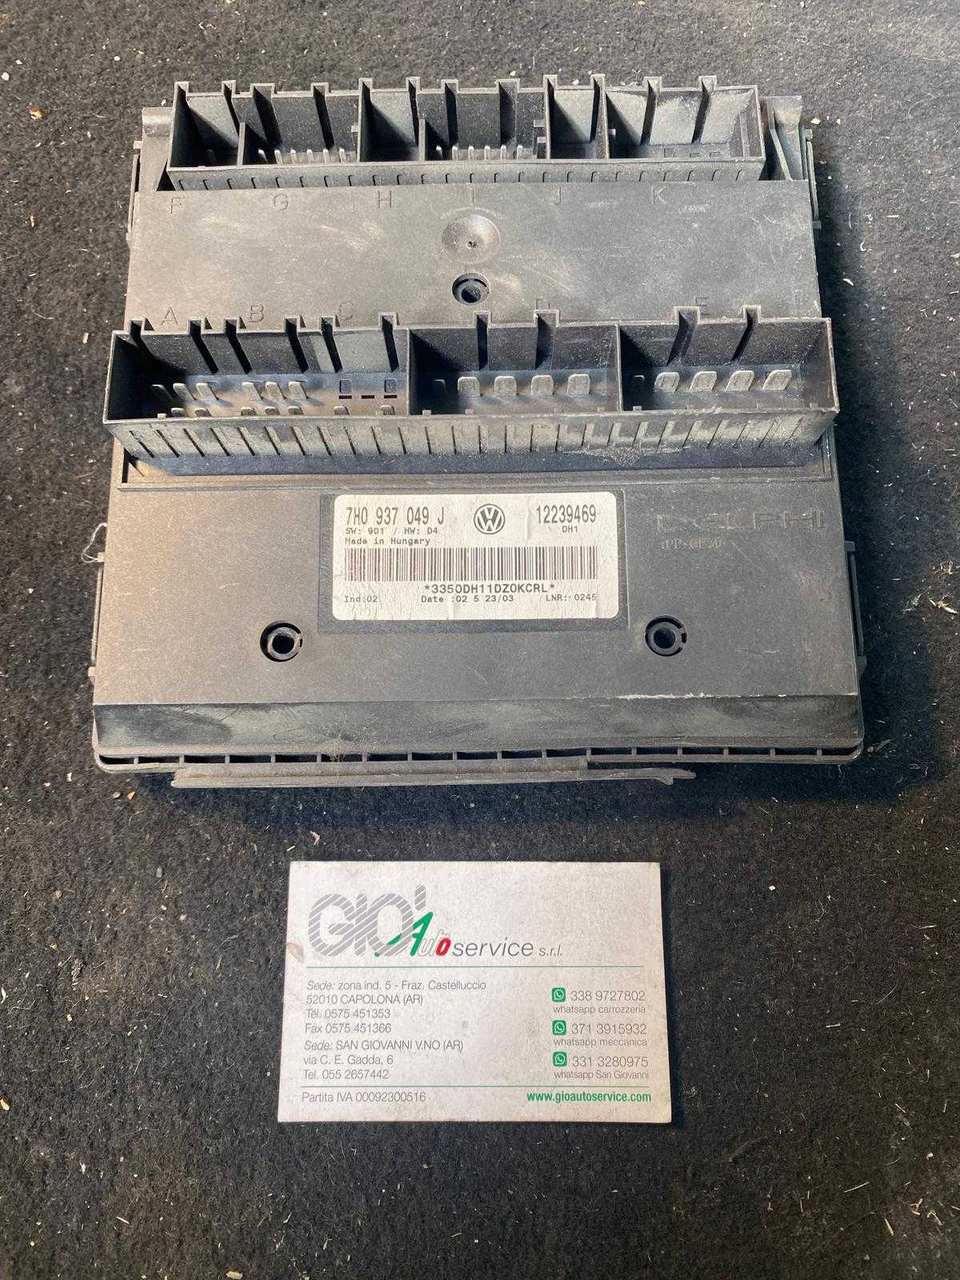 F G H I J K
A B C D E
7H0 937 049 J
SW: 901 / HW: D4
Made in Hungary
12239469
DH1
*3350DH11DZ0KCRL*
Ind:02 Date :02 5 23/03 LNR: 0245
GIO' Auto service s.r.l.
Sede: zona ind. 5 - Fraz. Castelluccio
52010 CAPOLONA (AR)
Tel. 0575 451353
Fax 0575 451366
Sede: SAN GIOVANNI V.NO (AR)
via C. E. Gadda, 6
Tel. 055 2657442
Partita IVA 00092300516
338 9727802
whatsapp carrozzeria
371 3915932
whatsapp meccanica
331 3280975
whatsapp San Giovanni
www.gioautoservice.com